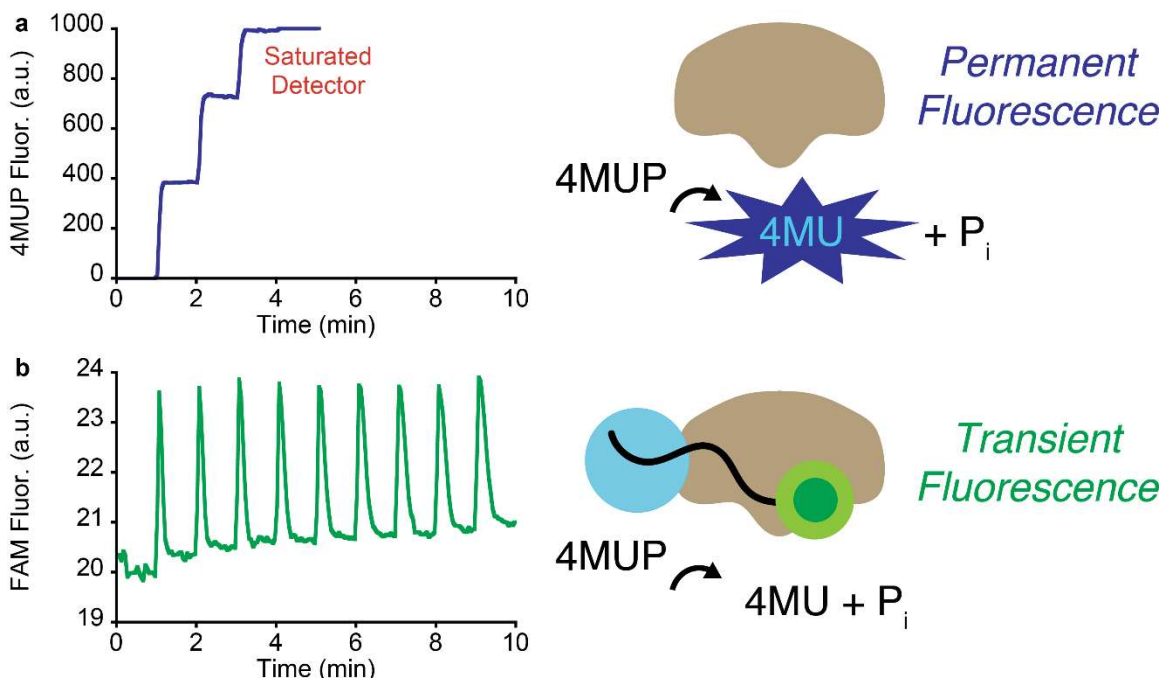 a
4MUP Fluor. (a.u.)
1000
800
600
400
200
0
Saturated
Detector
0 2 4 6 8 10
Time (min)
Permanent
Fluorescence
4MUP
4MU
+ Pi
b
FAM Fluor. (a.u.)
24
23
22
21
20
19
0 2 4 6 8 10
Time (min)
Transient
Fluorescence
4MUP
4MU + Pi